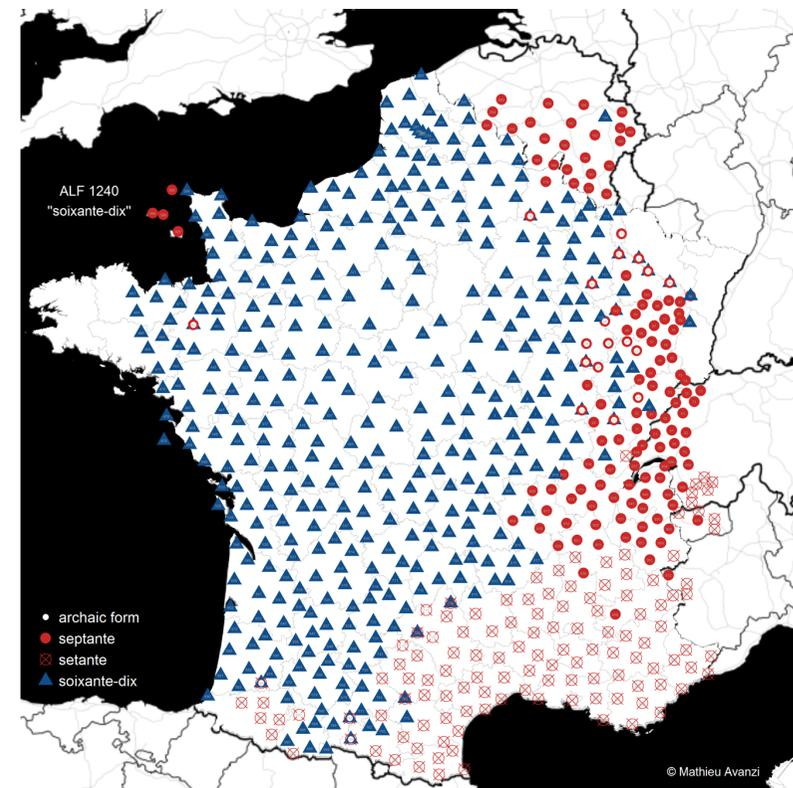 ALF 1240
"soixante-dix"
archaic form
septante
setante
soixante-dix
© Mathieu Avanzi